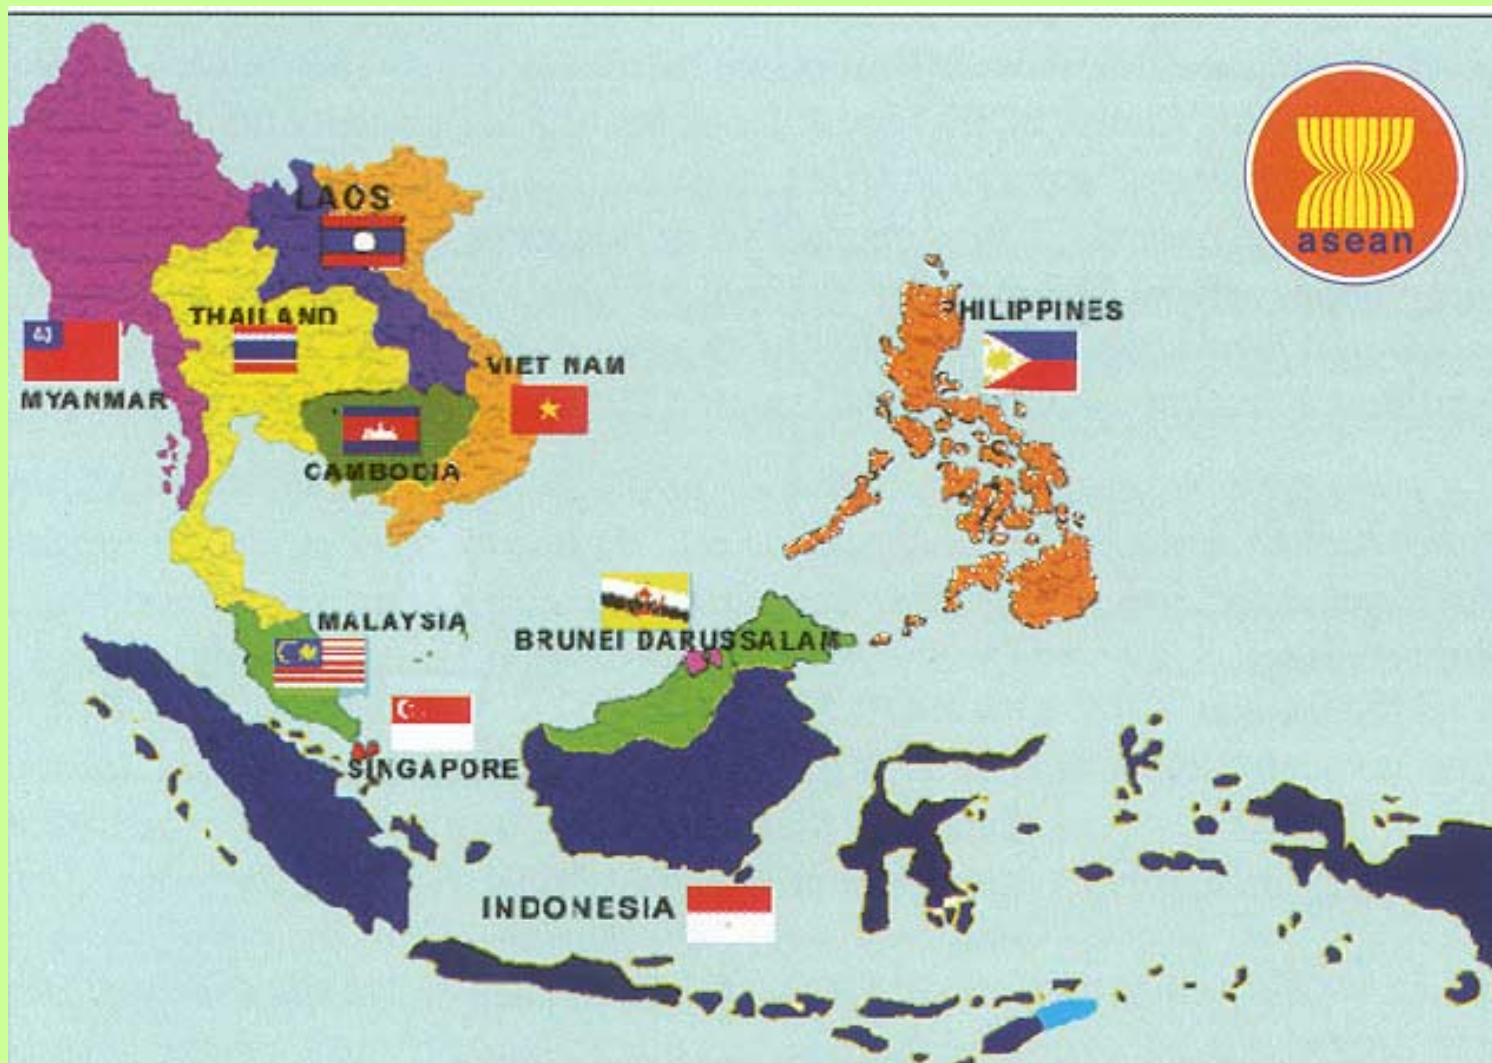 asean
LAOS
THAILAND
PHILIPPINES
VIET NAM
MYANMAR
CAMBODIA
MALAYSIA
BRUNEI DARUSSALAM
SINGAPORE
INDONESIA